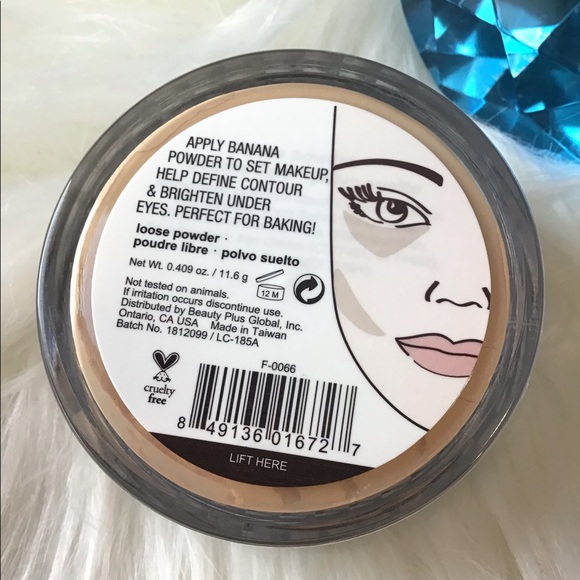 APPLY BANANA
POWDER TO SET MAKEUP,
HELP DEFINE CONTOUR
& BRIGHTEN UNDER
EYES. PERFECT FOR BAKING!
loose powder ·
poudre libre · polvo suelto
Net Wt. 0.409 oz. / 11.6 g
12 M
Not tested on animals.
If irritation occurs discontinue use.
Distributed by Beauty Plus Global, Inc.
Ontario, CA USA Made in Taiwan
Batch No. 1812099 / LC-185A
F-0066
cruelty
free
8 49136 01672 7
LIFT HERE